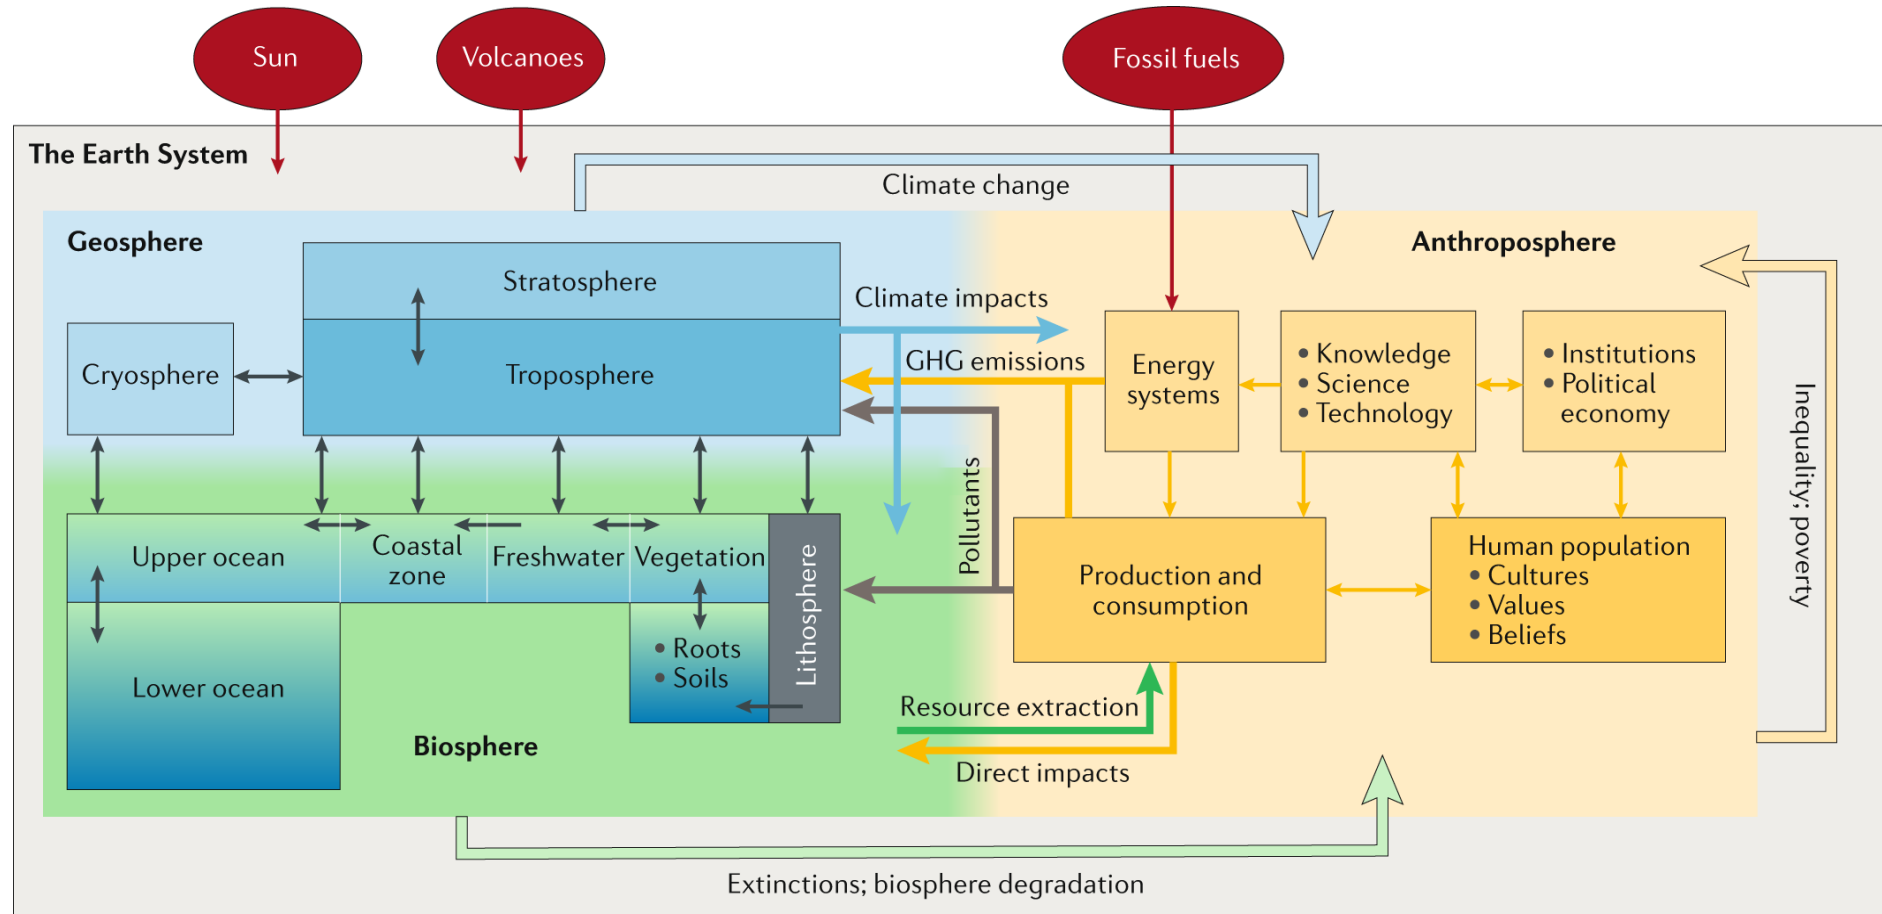 Sun
Volcanoes
Fossil fuels
The Earth System
Climate change
Geosphere
Anthroposphere
Stratosphere
Troposphere
Cryosphere
Climate impacts
GHG emissions
Pollutants
Energy
systems
• Knowledge
• Science
• Technology
• Institutions
• Political
economy
Inequality; poverty
Upper ocean
Coastal
zone
Freshwater
Vegetation
Lithosphere
Lower ocean
• Roots
• Soils
Biosphere
Production and
consumption
Human population
• Cultures
• Values
• Beliefs
Resource extraction
Direct impacts
Extinctions; biosphere degradation